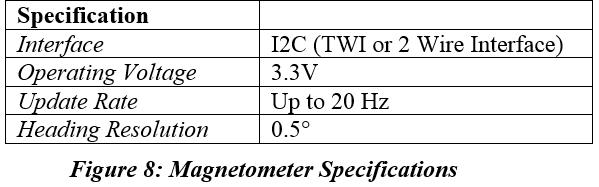 Specification
Interface I2C (TWI or 2 Wire Interface)
Operating Voltage 3.3V
Update Rate Up to 20 Hz
Heading Resolution 0.5°
Figure 8: Magnetometer Specifications